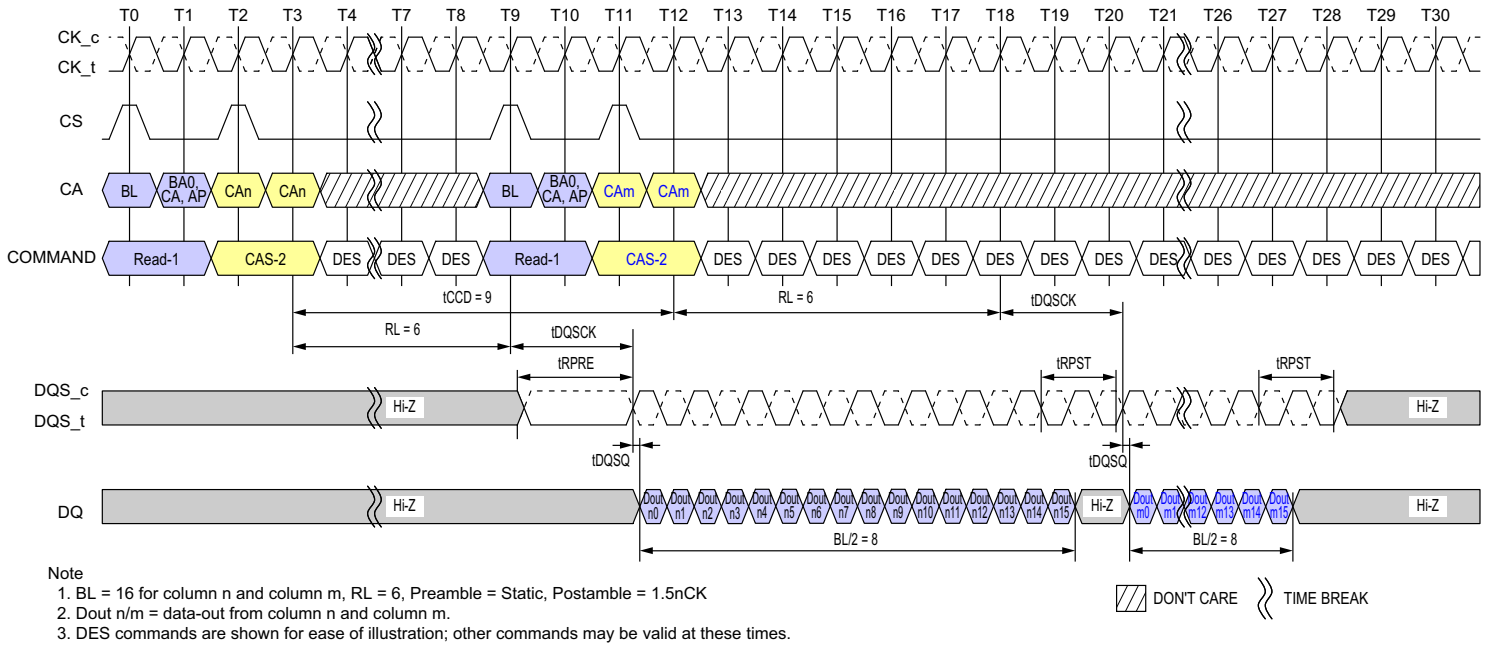 T0 T1 T2 T3 T4 T7 T8 T9 T10 T11 T12 T13 T14 T15 T16 T17 T18 T19 T20 T21 T26 T27 T28 T29 T30
CK_c
CK_t
CS
CA BL BA0, CA, AP CAn CAn BL BA0, CA, AP CAm CAm
COMMAND Read-1 CAS-2 DES DES DES Read-1 CAS-2 DES DES DES DES DES DES DES DES DES DES DES DES DES DES
tCCD = 9 RL = 6 tDQSCK
RL = 6 tDQSCK
tRPRE tRPST tRPST
DQS_c
DQS_t
Hi-Z Hi-Z
tDQSQ tDQSQ
DQ Hi-Z Dout n0 Dout n1 Dout n2 Dout n3 Dout n4 Dout n5 Dout n6 Dout n7 Dout n8 Dout n9 Dout n10 Dout n11 Dout n12 Dout n13 Dout n14 Dout n15 Hi-Z Dout m0 Dout m1 Dout m12 Dout m13 Dout m14 Dout m15 Hi-Z
BL/2 = 8 BL/2 = 8
Note
1. BL = 16 for column n and column m, RL = 6, Preamble = Static, Postamble = 1.5nCK
2. Dout n/m = data-out from column n and column m.
3. DES commands are shown for ease of illustration; other commands may be valid at these times.
DON'T CARE TIME BREAK